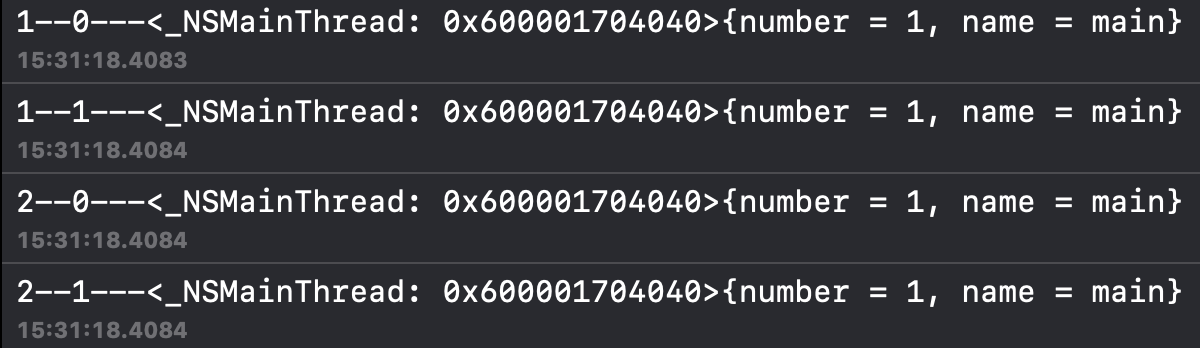 1--0---<_NSMainThread: 0x600001704040>{number = 1, name = main}
15:31:18.4083
1--1---<_NSMainThread: 0x600001704040>{number = 1, name = main}
15:31:18.4084
2--0---<_NSMainThread: 0x600001704040>{number = 1, name = main}
15:31:18.4084
2--1---<_NSMainThread: 0x600001704040>{number = 1, name = main}
15:31:18.4084